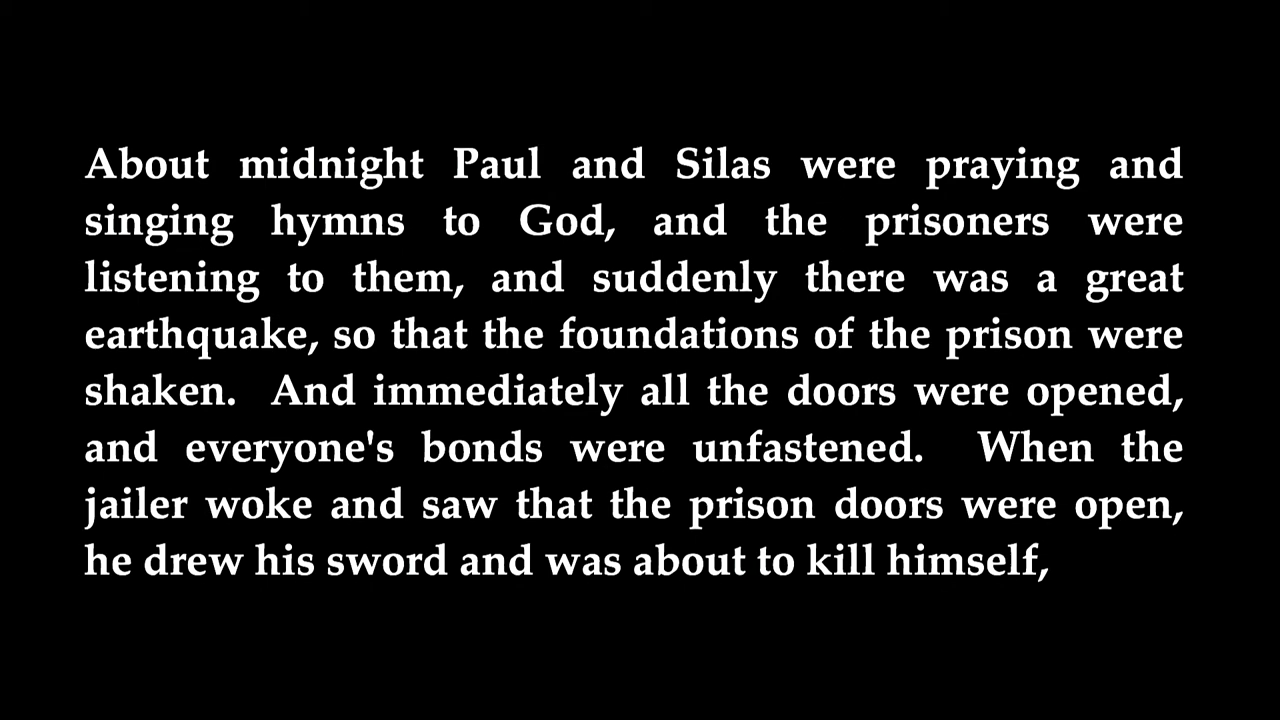 About midnight Paul and Silas were praying and
singing hymns to God, and the prisoners were
listening to them, and suddenly there was a great
earthquake, so that the foundations of the prison were
shaken.  And immediately all the doors were opened,
and everyone's bonds were unfastened.  When the
jailer woke and saw that the prison doors were open,
he drew his sword and was about to kill himself,